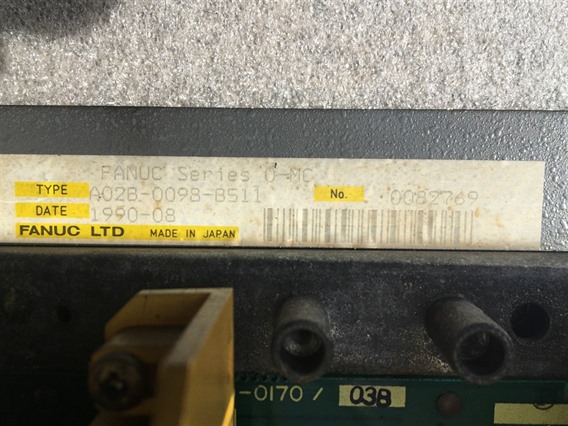 FANUC Series 0-MC
TYPE A02B-0098-B511 No. 0082769
DATE 1990-08
FANUC LTD MADE IN JAPAN
-0170 / 03B